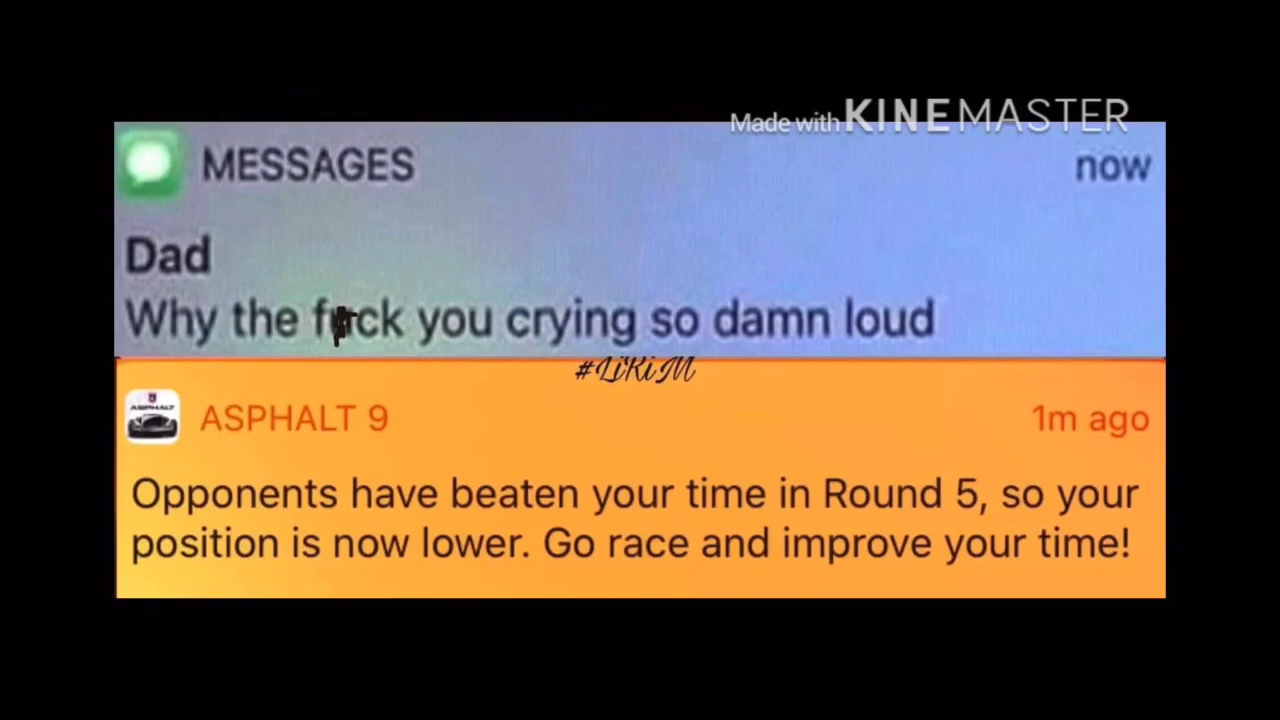 Made with KINEMASTER
MESSAGES now
Dad
Why the fck you crying so damn loud
#LiRiM
ASPHALT 9 1m ago
Opponents have beaten your time in Round 5, so your
position is now lower. Go race and improve your time!